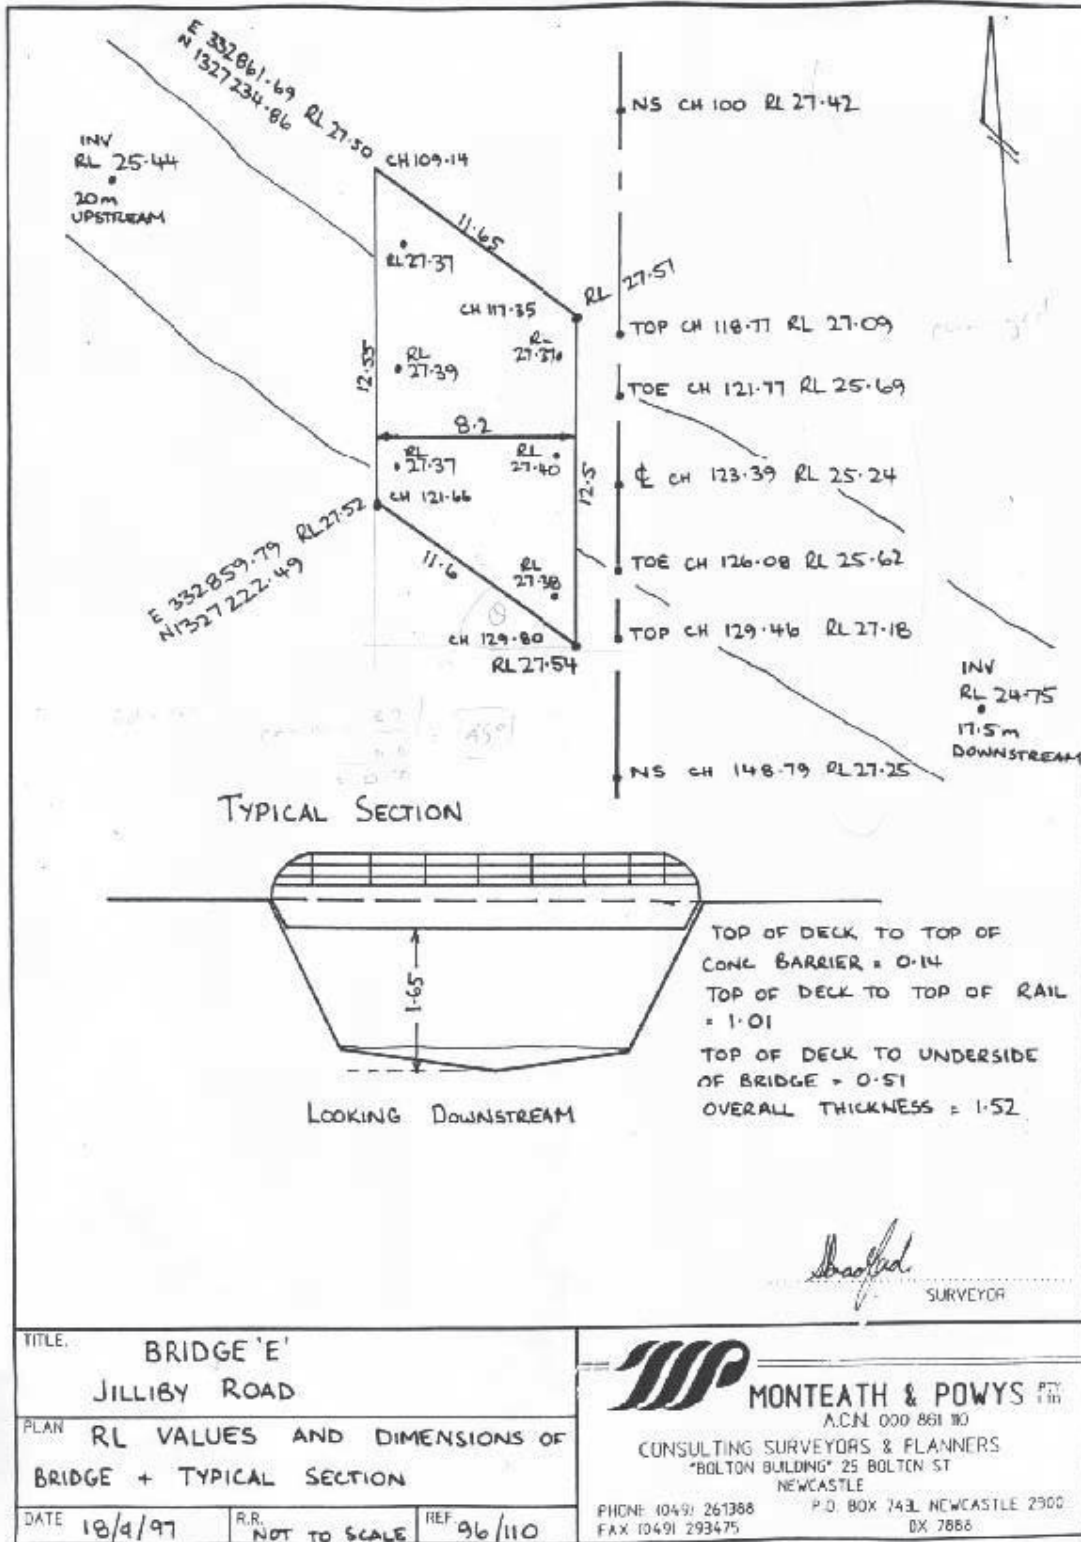 E 332861.69 RL 27.50
N 1327234.86
CH 109.14
NS CH 100 RL 27.42
INV
RL 25.44
20m
UPSTREAM
11.65
RL 27.37
RL 27.51
CH 117.35
TOP CH 118.77 RL 27.09
RL
27.37
RL
27.39
12.55
TOE CH 121.77 RL 25.69
8.2
RL
27.37
RL
27.40
12.5
℄ CH 123.39 RL 25.24
CH 121.66
E 332859.79 RL 27.52
N 1327222.49
11.6
RL
27.38
TOE CH 126.08 RL 25.62
θ
CH 129.80
RL 27.54
TOP CH 129.46 RL 27.18
INV
RL 24.75
17.5m
DOWNSTREAM
NS CH 148.79 RL 27.25
TYPICAL SECTION
1.65
TOP OF DECK TO TOP OF
CONC BARRIER = 0.14
TOP OF DECK TO TOP OF RAIL
= 1.01
TOP OF DECK TO UNDERSIDE
OF BRIDGE = 0.51
OVERALL THICKNESS = 1.52
LOOKING DOWNSTREAM
SURVEYOR
TITLE.
BRIDGE 'E'
JILLIBY ROAD
PLAN
RL VALUES AND DIMENSIONS OF
BRIDGE + TYPICAL SECTION
DATE 18/9/97
R.R. NOT TO SCALE
REF 96/110
MONTEATH & POWYS PTY LTD
A.C.N. 000 861 110
CONSULTING SURVEYORS & PLANNERS
"BOLTON BUILDING" 25 BOLTON ST
NEWCASTLE
PHONE (049) 261388
P.O. BOX 743L NEWCASTLE 2300
FAX (049) 293475
DX 7888